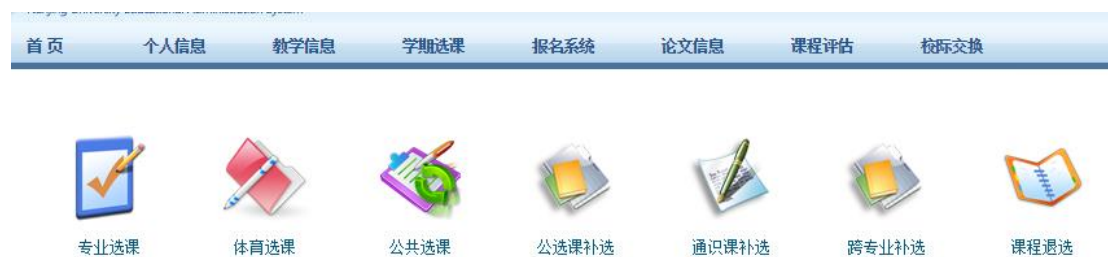 首 页 个人信息 教学信息 学期选课 报名系统 论文信息 课程评估 校际交换
专业选课 体育选课 公共选课 公选课补选 通识课补选 跨专业补选 课程退选